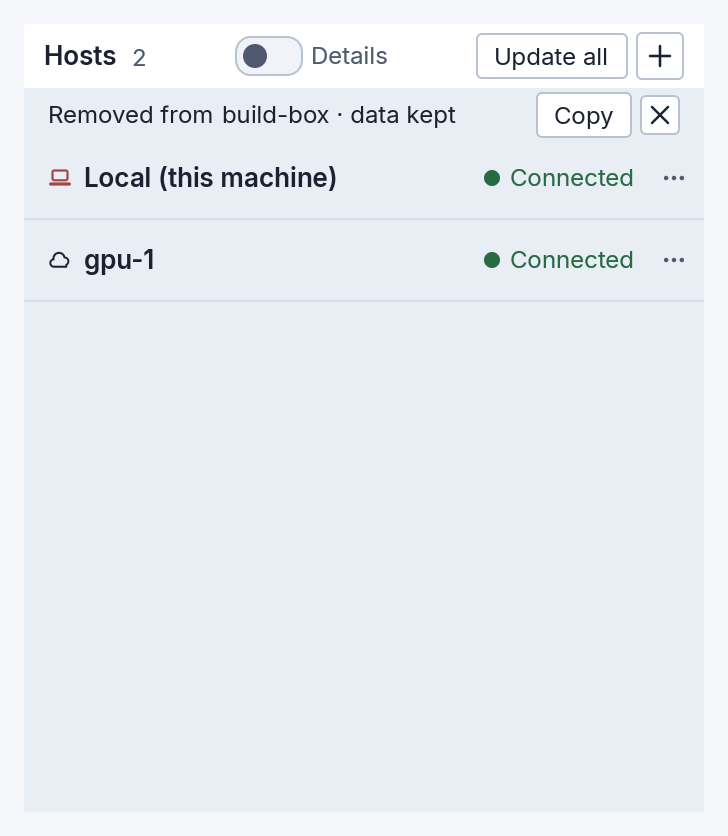 Hosts 2 Details Update all
Removed from build-box · data kept Copy
Local (this machine) Connected
gpu-1 Connected